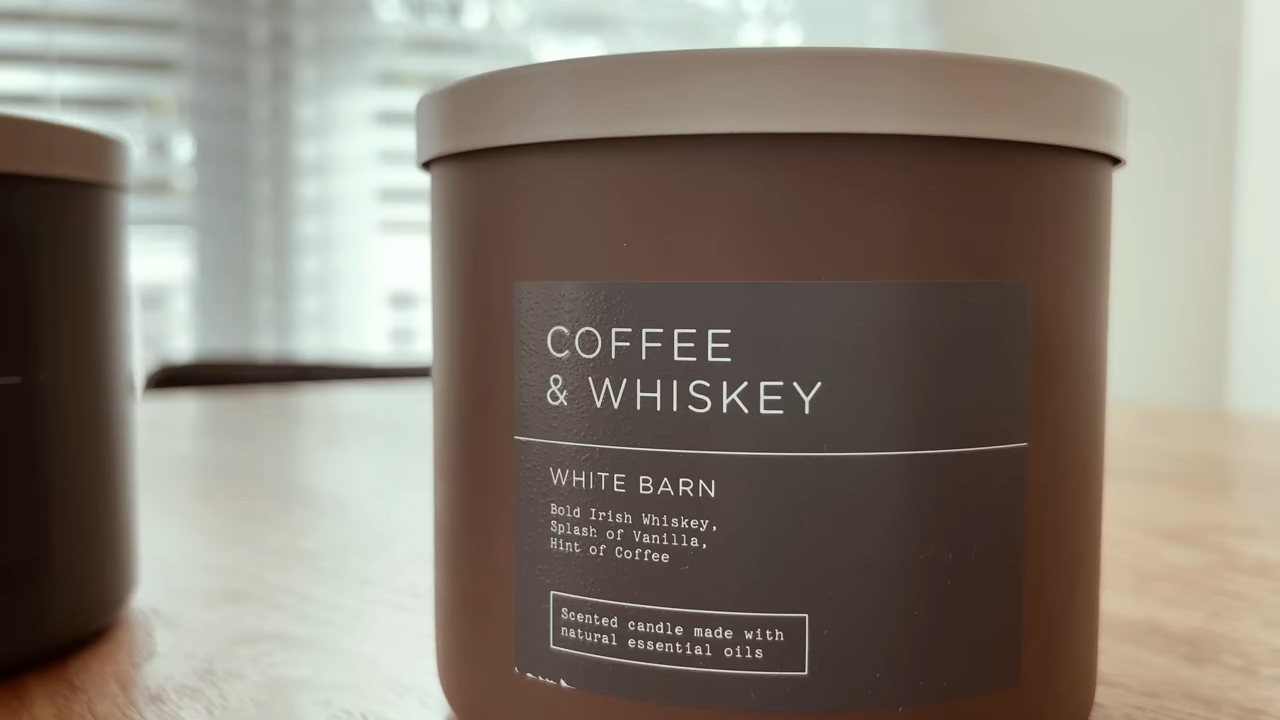 COFFEE
& WHISKEY
WHITE BARN
Bold Irish Whiskey,
Splash of Vanilla,
Hint of Coffee
Scented candle made with
natural essential oils